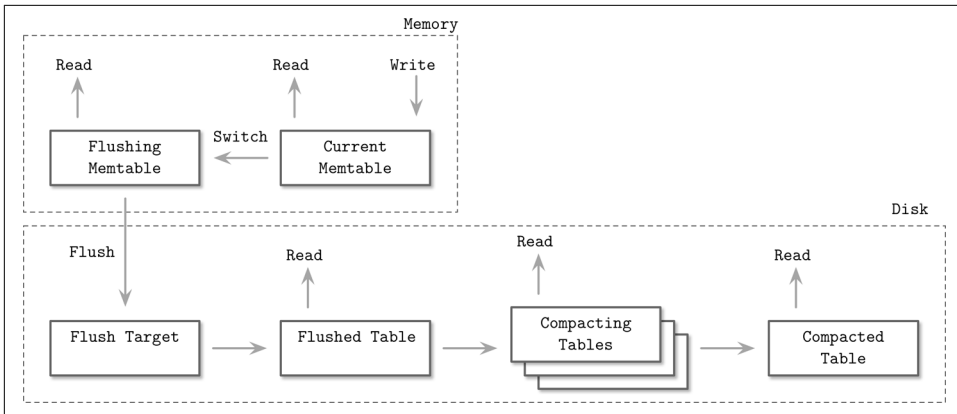 Memory
Read
Read
Write
Flushing
Memtable
Switch
Current
Memtable
Disk
Flush
Read
Read
Read
Flush Target
Flushed Table
Compacting
Tables
Compacted
Table